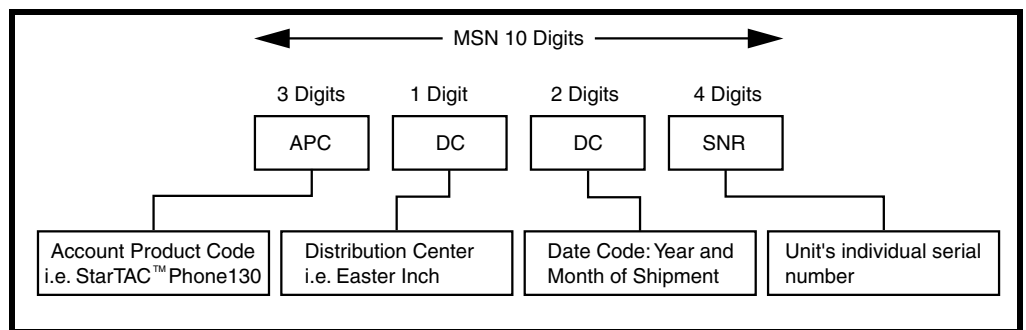 MSN 10 Digits
3 Digits 1 Digit 2 Digits 4 Digits
APC DC DC SNR
Account Product Code
i.e. StarTAC™Phone130
Distribution Center
i.e. Easter Inch
Date Code: Year and
Month of Shipment
Unit's individual serial
number